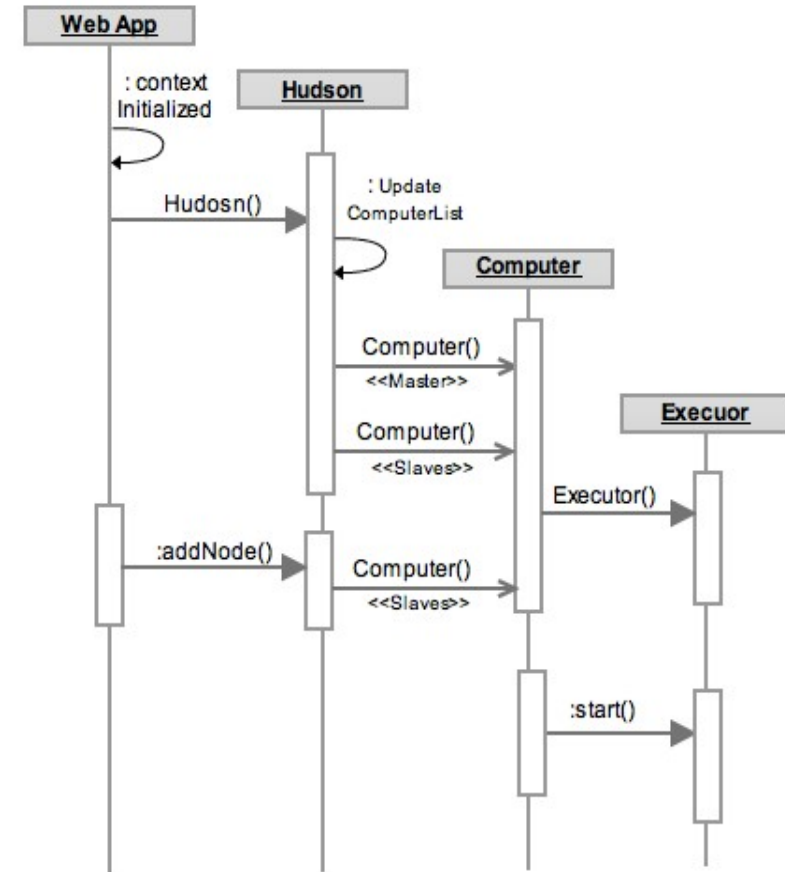 Web App
: context
Initialized
Hudson
Hudosn()
: Update
ComputerList
Computer
Computer()
<<Master>>
Execuor
Computer()
<<Slaves>>
Executor()
:addNode()
Computer()
<<Slaves>>
:start()